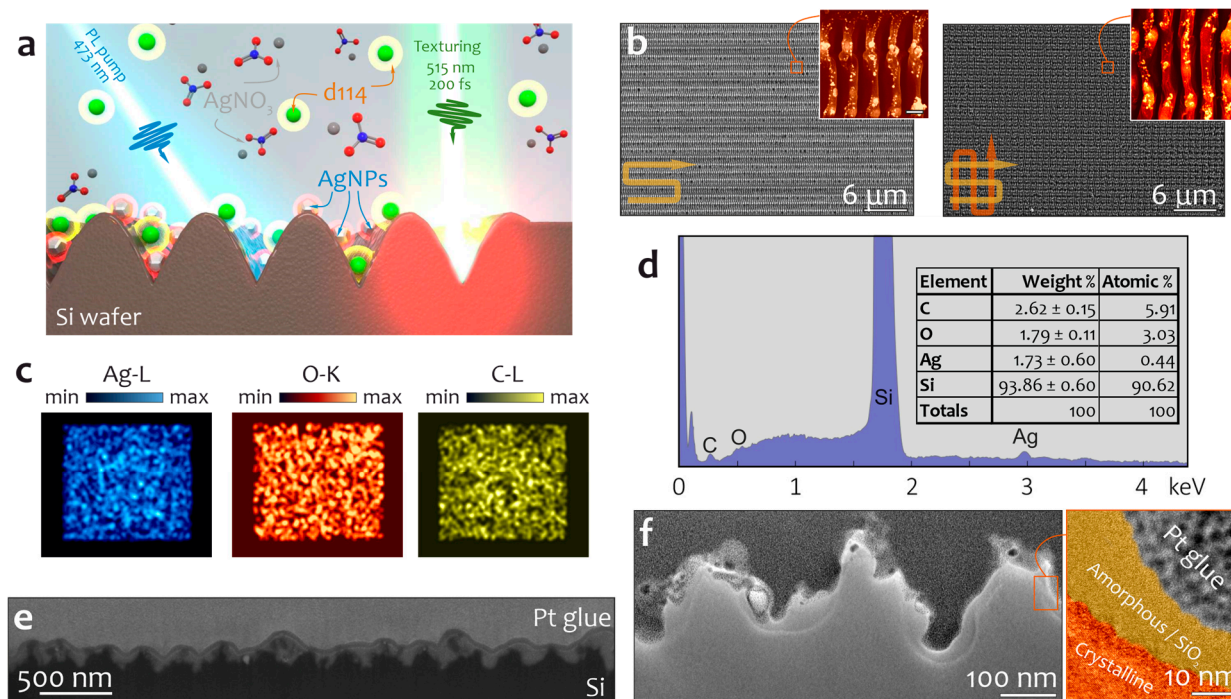 a
PL pump
473 nm
AgNO₃
d114
Texturing
515 nm
200 fs
AgNPs
Si wafer
b
6 μm
6 μm
c
Ag-L
min max
O-K
min max
C-L
min max
d
C
O
Si
Ag
0 1 2 3 4 keV
Element Weight % Atomic %
C 2.62 ± 0.15 5.91
O 1.79 ± 0.11 3.03
Ag 1.73 ± 0.60 0.44
Si 93.86 ± 0.60 90.62
Totals 100 100
e
Pt glue
500 nm
Si
f
100 nm
Pt glue
Amorphous / SiO₂
Crystalline
10 nm